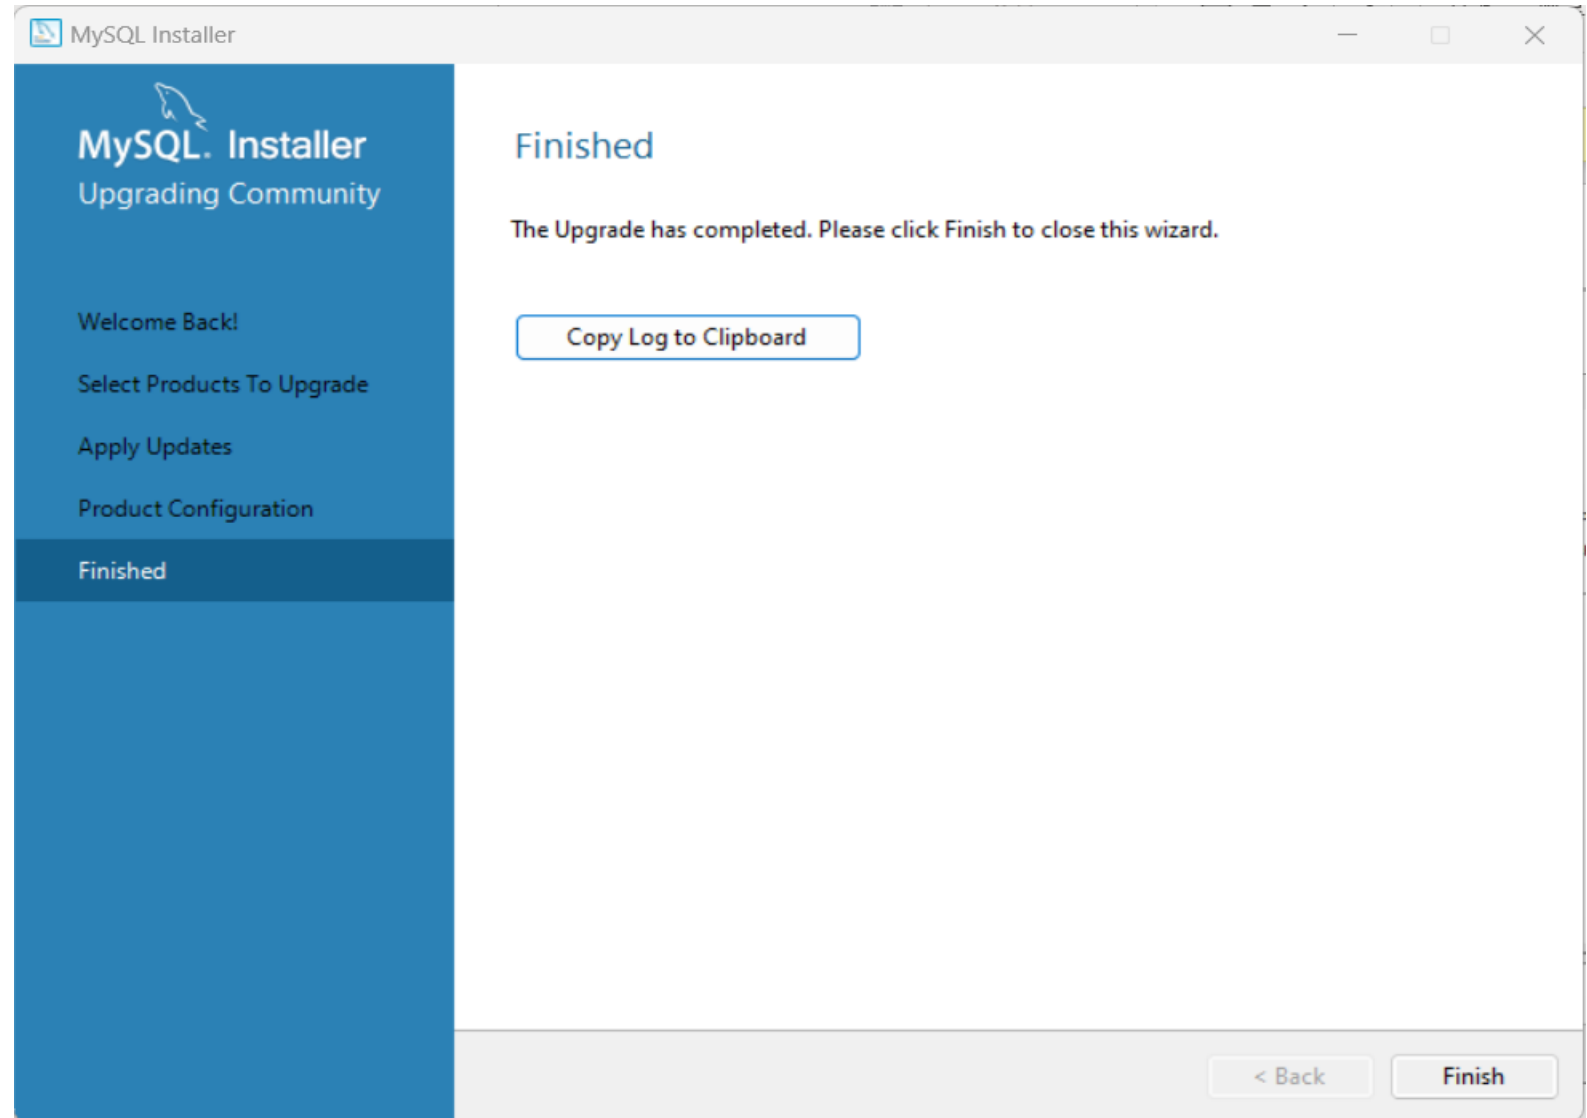 MySQL Installer
MySQL. Installer
Upgrading Community
Welcome Back!
Select Products To Upgrade
Apply Updates
Product Configuration
Finished
Finished
The Upgrade has completed. Please click Finish to close this wizard.
Copy Log to Clipboard
< Back
Finish